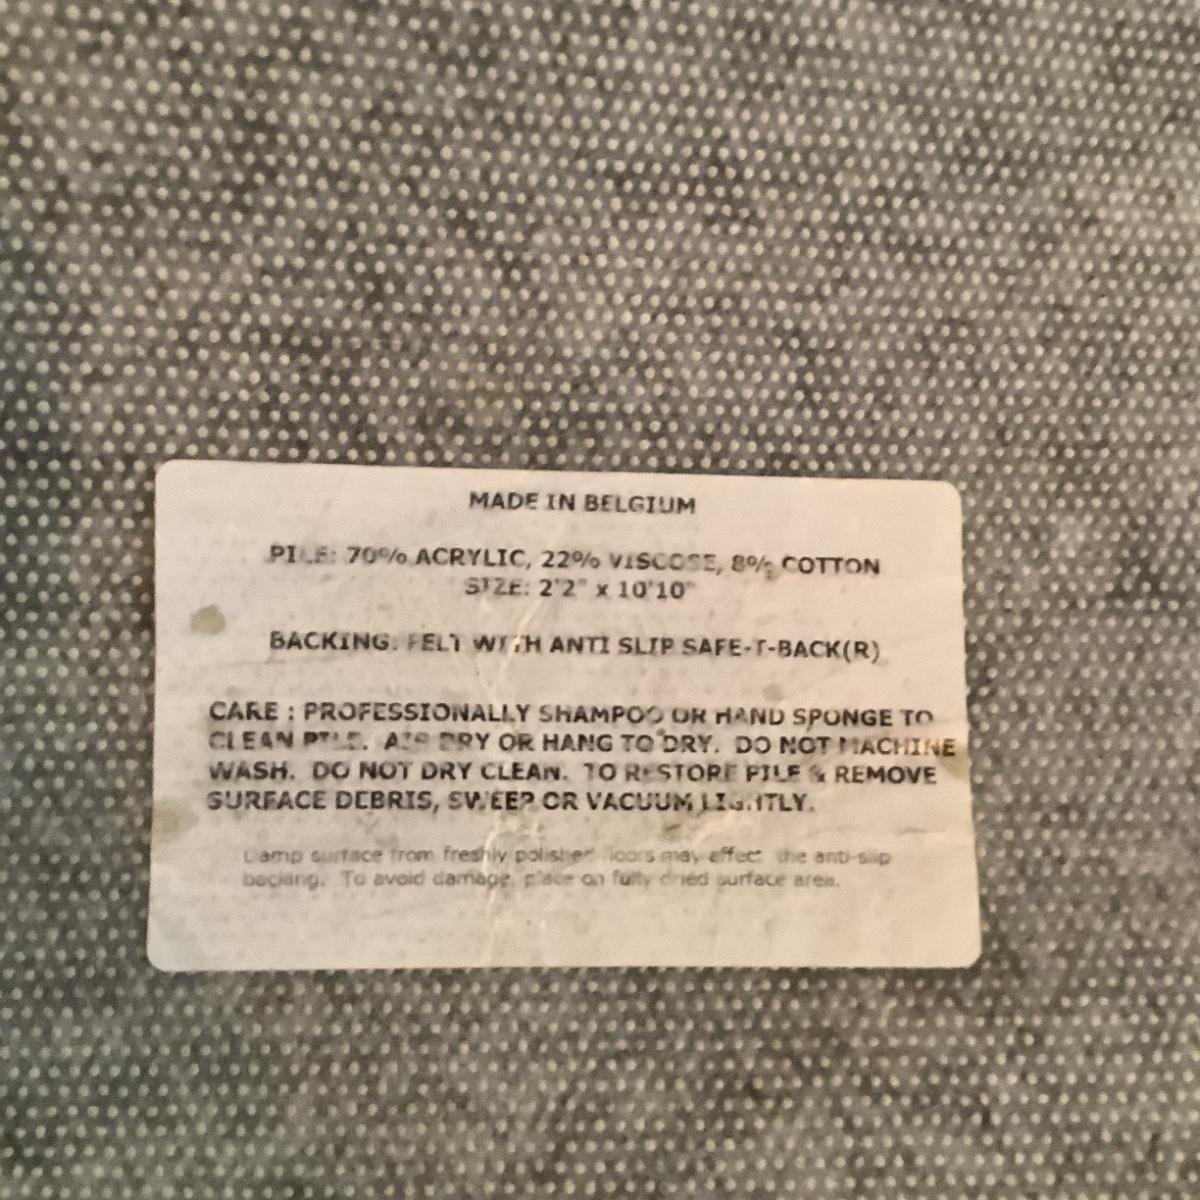 MADE IN BELGIUM
PILE: 70% ACRYLIC, 22% VISCOSE, 8% COTTON
SIZE: 2'2" x 10'10"
BACKING: FELT WITH ANTI SLIP SAFE-T-BACK(R)
CARE : PROFESSIONALLY SHAMPOO OR HAND SPONGE TO
CLEAN PILE. AIR DRY OR HANG TO DRY. DO NOT MACHINE
WASH. DO NOT DRY CLEAN. TO RESTORE PILE & REMOVE
SURFACE DEBRIS, SWEEP OR VACUUM LIGHTLY.
Damp surface from freshly polished floors may affect the anti-slip
backing. To avoid damage, place on fully dried surface area.